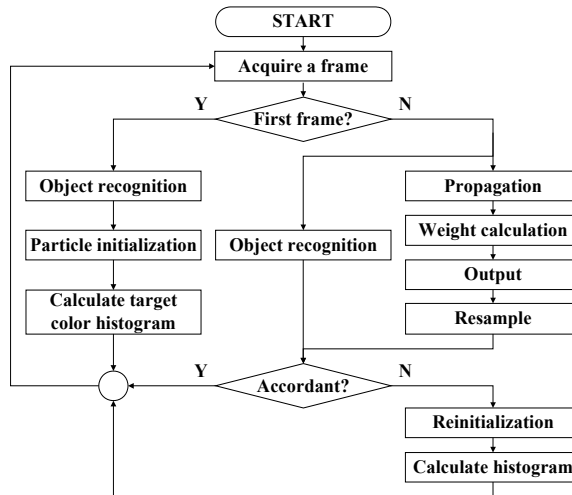 START
Acquire a frame
Y
N
First frame?
Object recognition
Propagation
Particle initialization
Object recognition
Weight calculation
Output
Calculate target
color histogram
Resample
Y
Accordant?
N
Reinitialization
Calculate histogram